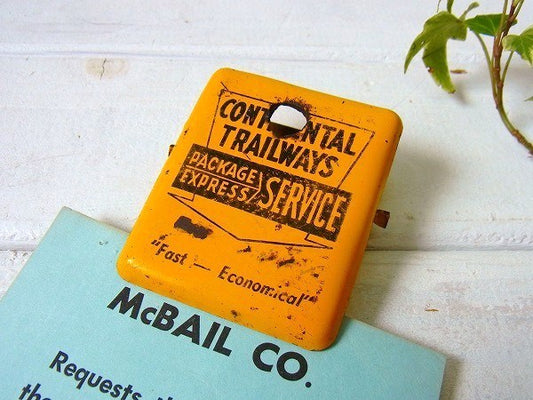 CONTINENTAL
TRAILWAYS
PACKAGE
EXPRESS
SERVICE
"Fast — Economical"
McBAIL CO.
Requests